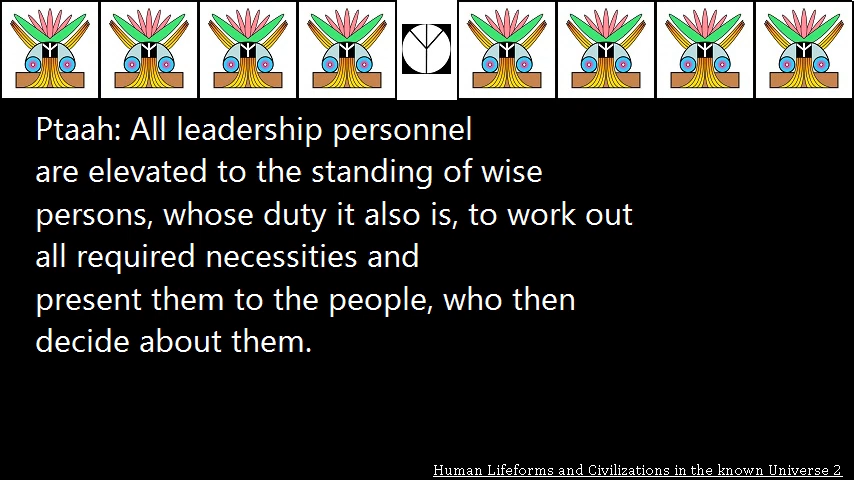 Ptaah: All leadership personnel
are elevated to the standing of wise
persons, whose duty it also is, to work out
all required necessities and
present them to the people, who then
decide about them.
Human Lifeforms and Civilizations in the known Universe 2